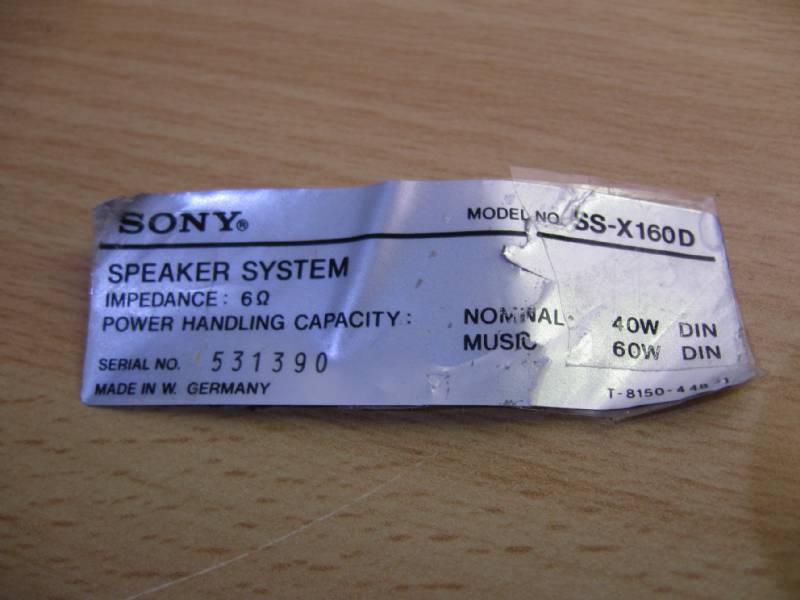 SONY®
MODEL NO. SS-X160D
SPEAKER SYSTEM
IMPEDANCE: 6Ω
POWER HANDLING CAPACITY: NOMINAL 40W DIN
MUSIC 60W DIN
SERIAL NO. 531390
MADE IN W. GERMANY